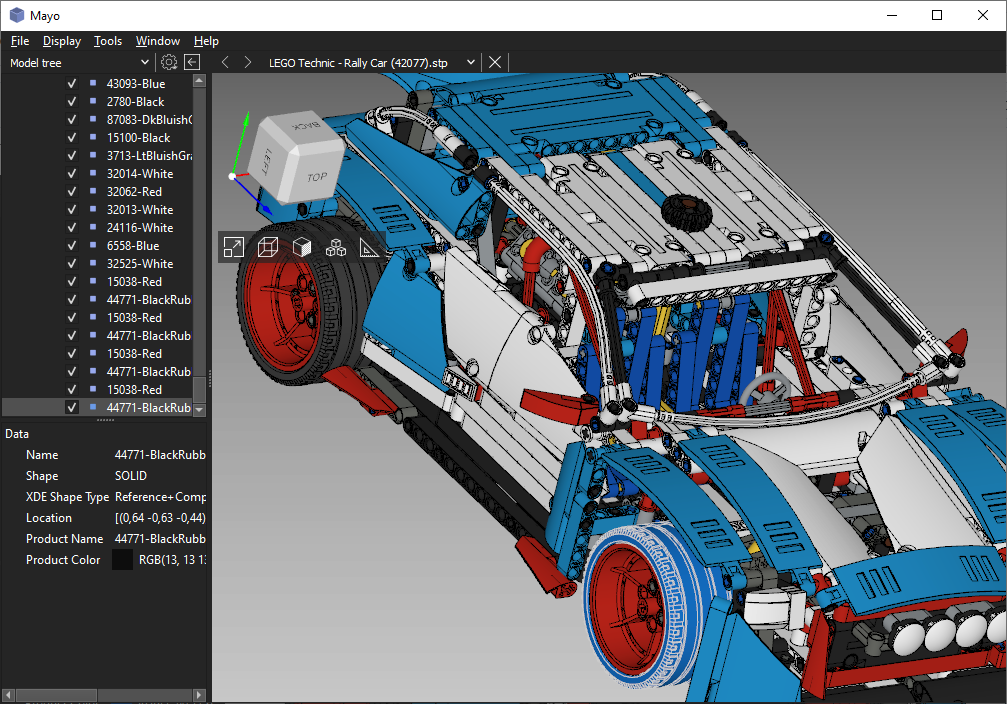 Mayo
File Display Tools Window Help
Model tree
LEGO Technic - Rally Car (42077).stp
43093-Blue
2780-Black
87083-DkBluishG
15100-Black
3713-LtBluishGra
32014-White
32062-Red
32013-White
24116-White
6558-Blue
32525-White
15038-Red
44771-BlackRub
15038-Red
44771-BlackRub
15038-Red
44771-BlackRub
15038-Red
44771-BlackRub
BACK
LEFT
TOP
Data
Name 44771-BlackRubb
Shape SOLID
XDE Shape Type Reference+Comp
Location [(0,64 -0,63 -0,44)
Product Name 44771-BlackRubb
Product Color RGB(13, 13 13